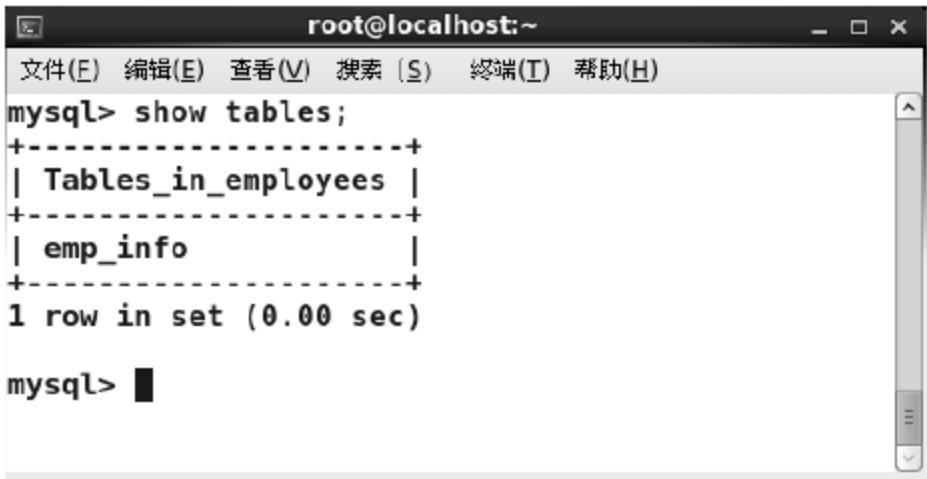 root@localhost:~
文件(F) 编辑(E) 查看(V) 搜索 (S) 终端(T) 帮助(H)
mysql> show tables;
+---------------------+
| Tables_in_employees |
+---------------------+
| emp_info            |
+---------------------+
1 row in set (0.00 sec)
mysql>